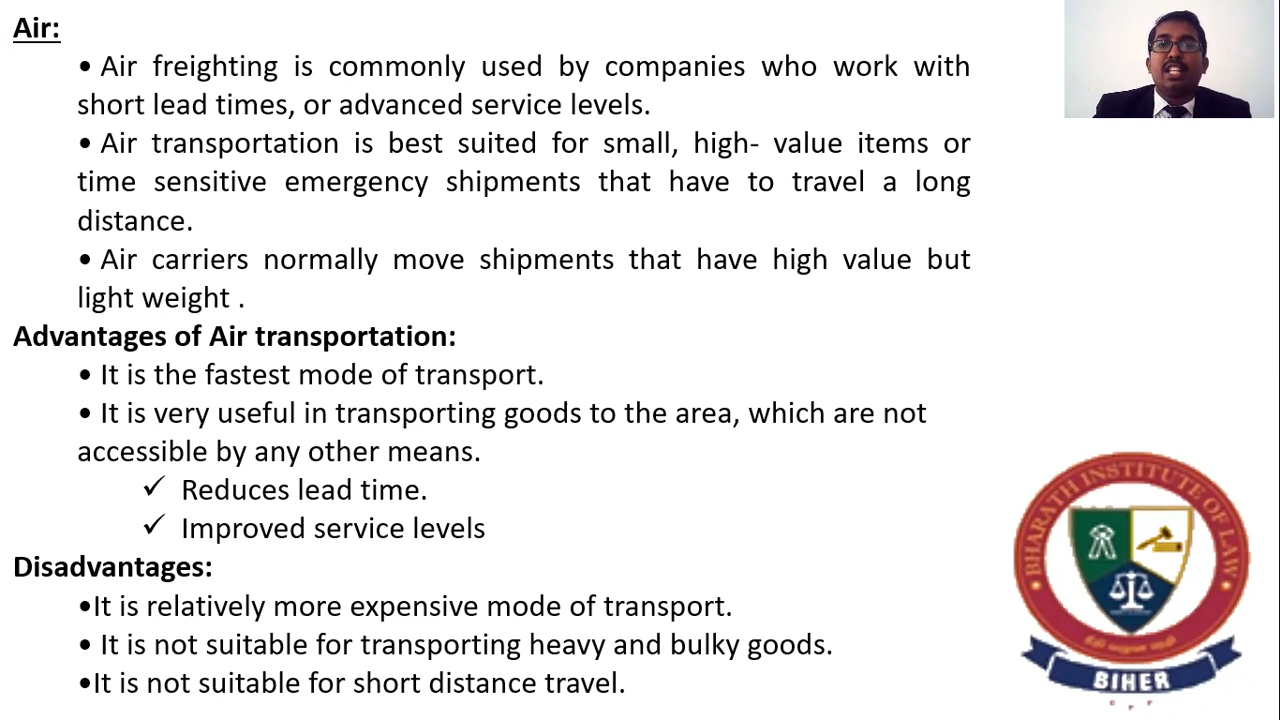 Air:
• Air freighting is commonly used by companies who work with
short lead times, or advanced service levels.
• Air transportation is best suited for small, high- value items or
time sensitive emergency shipments that have to travel a long
distance.
• Air carriers normally move shipments that have high value but
light weight .
Advantages of Air transportation:
• It is the fastest mode of transport.
• It is very useful in transporting goods to the area, which are not
accessible by any other means.
✓ Reduces lead time.
✓ Improved service levels
Disadvantages:
•It is relatively more expensive mode of transport.
• It is not suitable for transporting heavy and bulky goods.
•It is not suitable for short distance travel.
BHARATH INSTITUTE OF LAW
BIHER